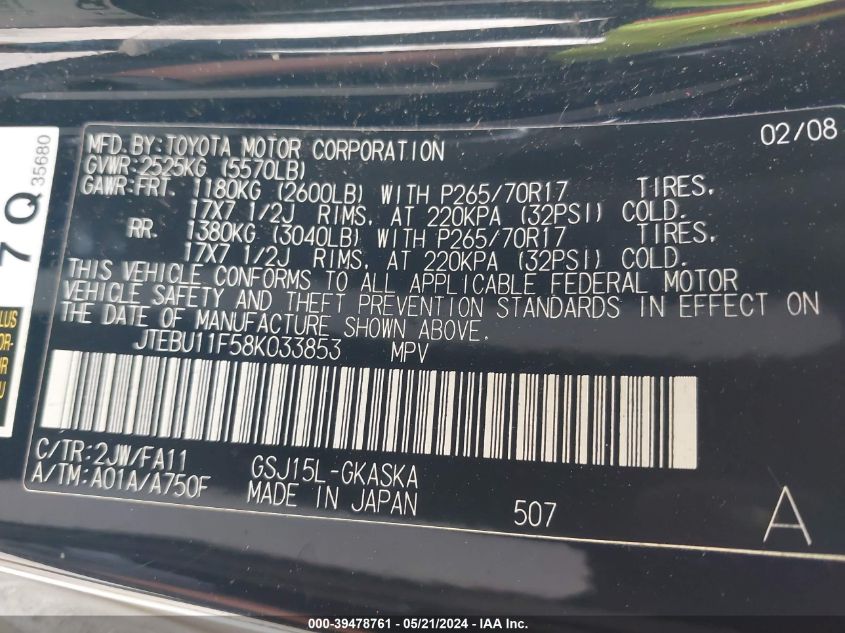 MFD. BY: TOYOTA MOTOR CORPORATION 02/08
GVWR: 2525KG (5570LB)
GAWR: FRT. 1180KG (2600LB) WITH P265/70R17 TIRES,
17X7 1/2J RIMS, AT 220KPA (32PSI) COLD.
RR. 1380KG (3040LB) WITH P265/70R17 TIRES,
17X7 1/2J RIMS, AT 220KPA (32PSI) COLD.
THIS VEHICLE CONFORMS TO ALL APPLICABLE FEDERAL MOTOR
VEHICLE SAFETY AND THEFT PREVENTION STANDARDS IN EFFECT ON
THE DATE OF MANUFACTURE SHOWN ABOVE.
JTEBU11F58K033853 MPV
C/TR: 2JW/FA11 GSJ15L-GKASKA
A/TM: A01A/A750F MADE IN JAPAN 507 A
7 Q 35680
000-39478761 / 05/21/2024 - IAA Inc.